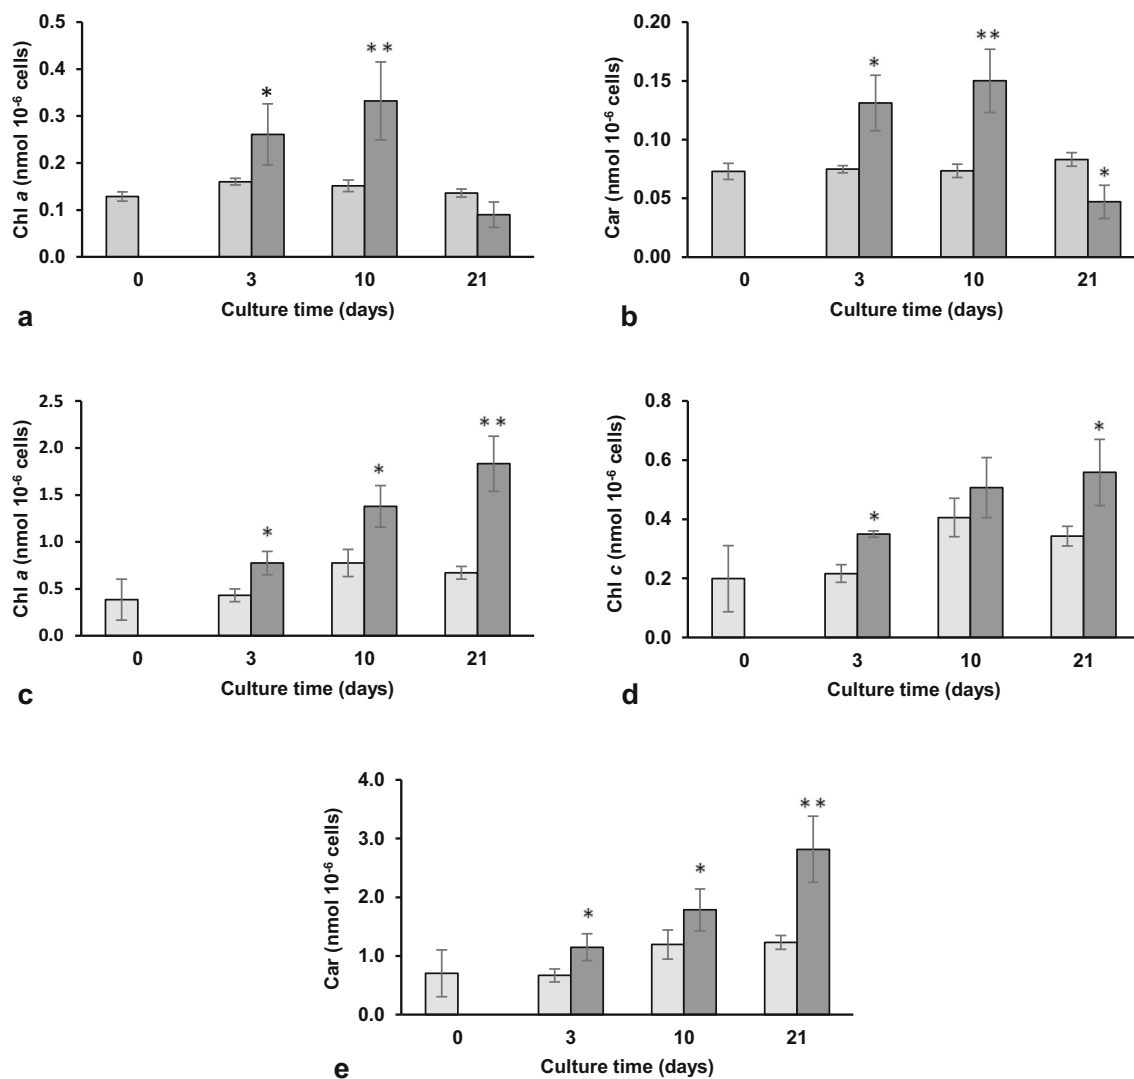 0.5
0.4
0.3
0.2
0.1
0.0
Chl a (nmol 10⁻⁶ cells)
*
**
0 3 10 21
Culture time (days)
a
0.20
0.15
0.10
0.05
0.00
Car (nmol 10⁻⁶ cells)
*
**
*
0 3 10 21
Culture time (days)
b
2.5
2.0
1.5
1.0
0.5
0.0
Chl a (nmol 10⁻⁶ cells)
*
*
**
0 3 10 21
Culture time (days)
c
0.8
0.6
0.4
0.2
0.0
Chl c (nmol 10⁻⁶ cells)
*
*
0 3 10 21
Culture time (days)
d
4.0
3.0
2.0
1.0
0.0
Car (nmol 10⁻⁶ cells)
*
*
**
0 3 10 21
Culture time (days)
e